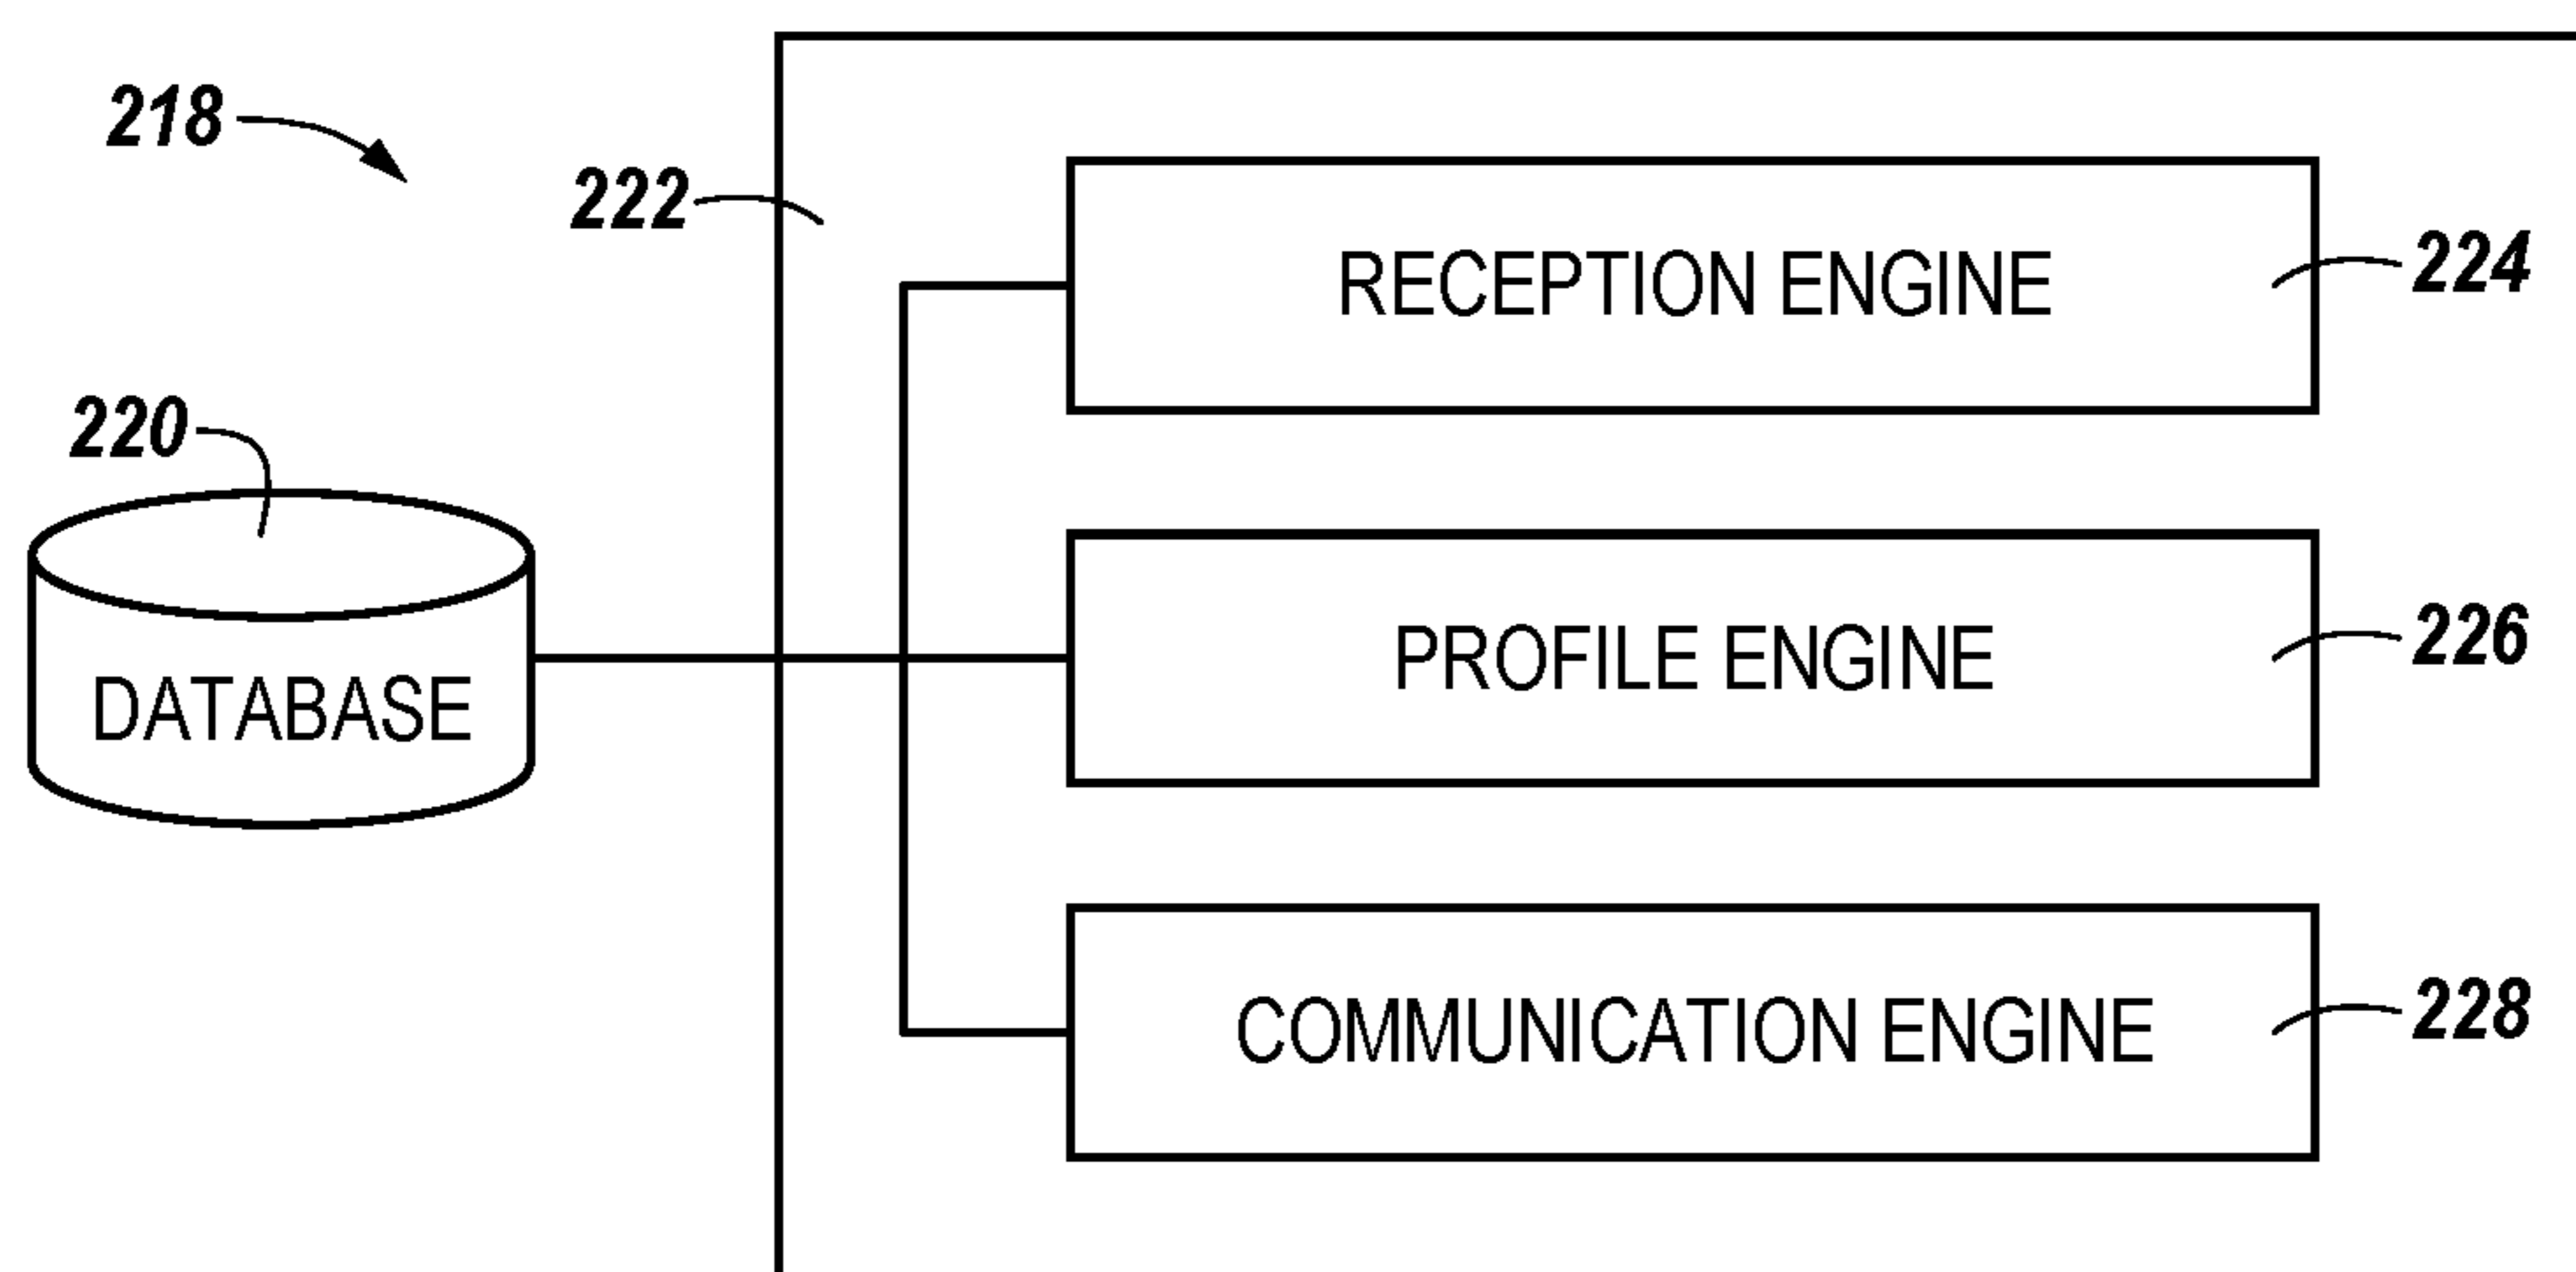 218
222
RECEPTION ENGINE
224
220
DATABASE
PROFILE ENGINE
226
COMMUNICATION ENGINE
228